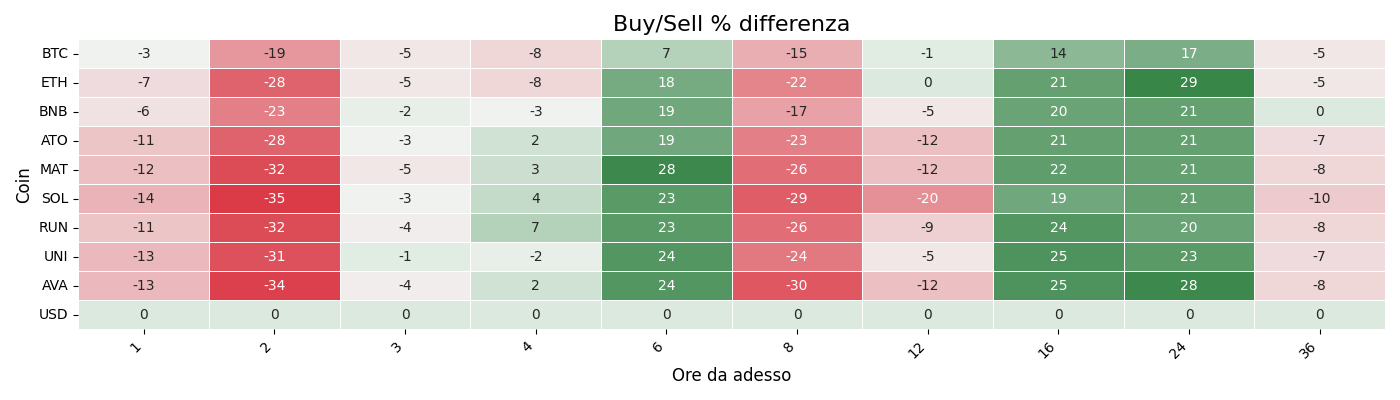 Buy/Sell % differenza
Coin
BTC -3 -19 -5 -8 7 -15 -1 14 17 -5
ETH -7 -28 -5 -8 18 -22 0 21 29 -5
BNB -6 -23 -2 -3 19 -17 -5 20 21 0
ATO -11 -28 -3 2 19 -23 -12 21 21 -7
MAT -12 -32 -5 3 28 -26 -12 22 21 -8
SOL -14 -35 -3 4 23 -29 -20 19 21 -10
RUN -11 -32 -4 7 23 -26 -9 24 20 -8
UNI -13 -31 -1 -2 24 -24 -5 25 23 -7
AVA -13 -34 -4 2 24 -30 -12 25 28 -8
USD 0 0 0 0 0 0 0 0 0 0
1 2 3 4 6 8 12 16 24 36
Ore da adesso